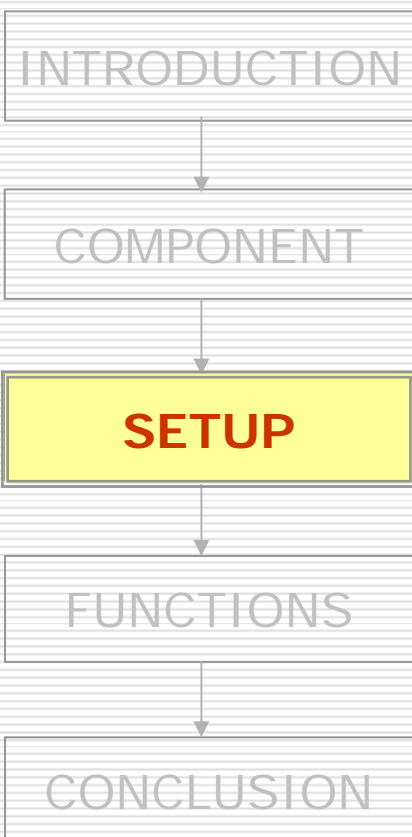 INTRODUCTION
COMPONENT
SETUP
FUNCTIONS
CONCLUSION